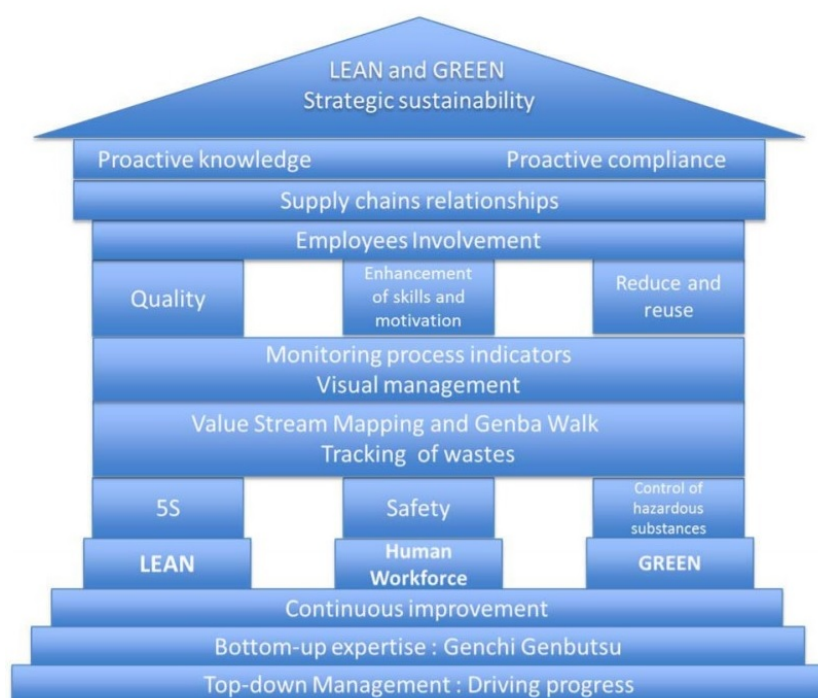 LEAN and GREEN
Strategic sustainability
Proactive knowledge
Proactive compliance
Supply chains relationships
Employees Involvement
Quality
Enhancement
of skills and
motivation
Reduce and
reuse
Monitoring process indicators
Visual management
Value Stream Mapping and Genba Walk
Tracking of wastes
5S
Safety
Control of
hazardous
substances
LEAN
Human
Workforce
GREEN
Continuous improvement
Bottom-up expertise : Genchi Genbutsu
Top-down Management : Driving progress